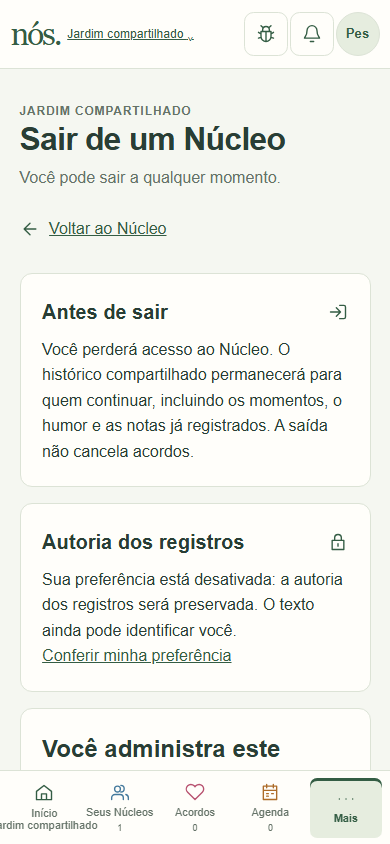 nós. Jardim compartilhado
Pes
JARDIM COMPARTILHADO
Sair de um Núcleo
Você pode sair a qualquer momento.
Voltar ao Núcleo
Antes de sair
Você perderá acesso ao Núcleo. O
histórico compartilhado permanecerá para
quem continuar, incluindo os momentos, o
humor e as notas já registrados. A saída
não cancela acordos.
Autoria dos registros
Sua preferência está desativada: a autoria
dos registros será preservada. O texto
ainda pode identificar você.
Conferir minha preferência
Você administra este
Início
ardim compartilhado
Seus Núcleos
1
Acordos
0
Agenda
0
...
Mais